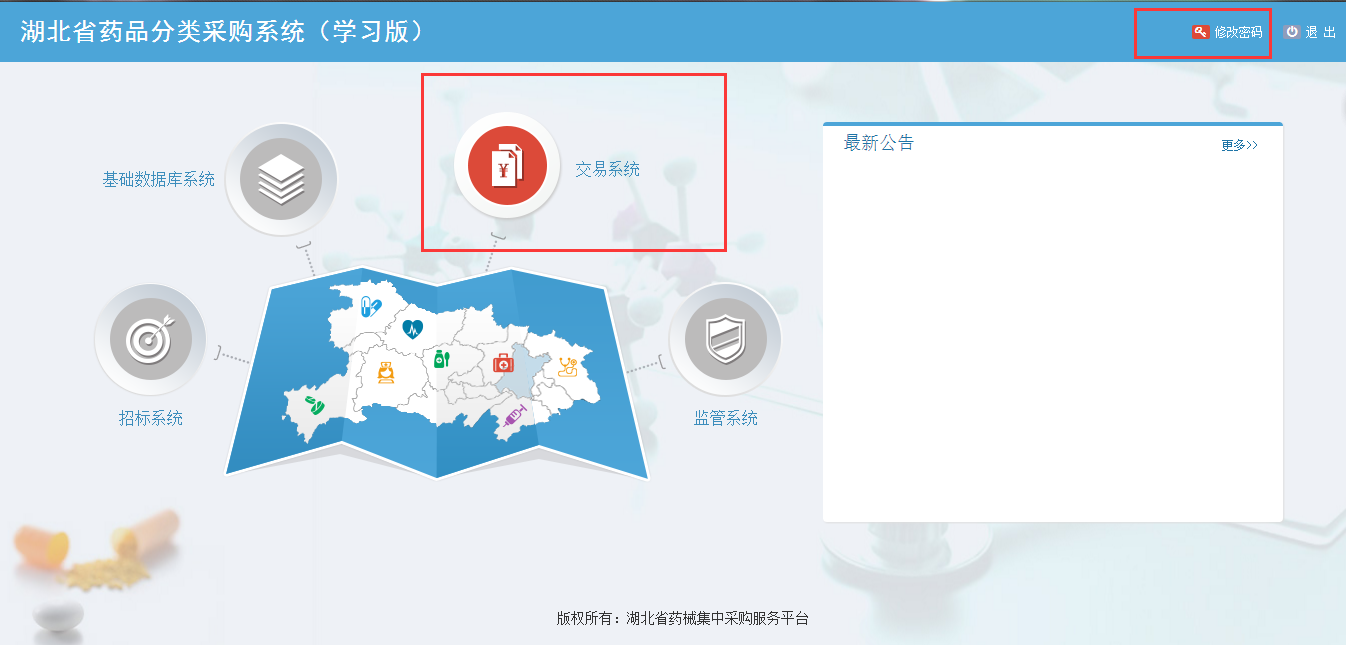 湖北省药品分类采购系统（学习版）
修改密码
退 出
基础数据库系统
¥
交易系统
最新公告
更多>>
招标系统
监管系统
版权所有：湖北省药械集中采购服务平台